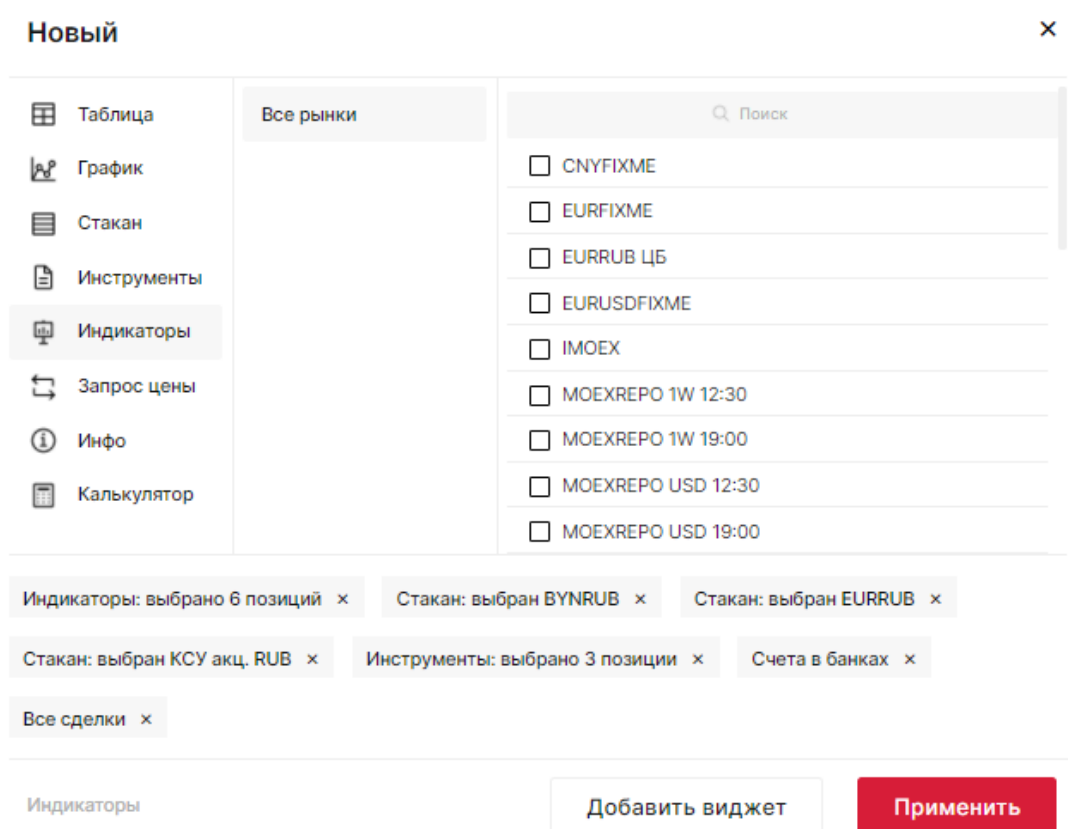 Новый
Таблица
График
Стакан
Инструменты
Индикаторы
Запрос цены
Инфо
Калькулятор
Все рынки
Поиск
CNYFIXME
EURFIXME
EURRUB ЦБ
EURUSDFIXME
IMOEX
MOEXREPO 1W 12:30
MOEXREPO 1W 19:00
MOEXREPO USD 12:30
MOEXREPO USD 19:00
Индикаторы: выбрано 6 позиций × Стакан: выбран BYNRUB × Стакан: выбран EURRUB ×
Стакан: выбран КСУ акц. RUB × Инструменты: выбрано 3 позиции × Счета в банках ×
Все сделки ×
Индикаторы Добавить виджет Применить